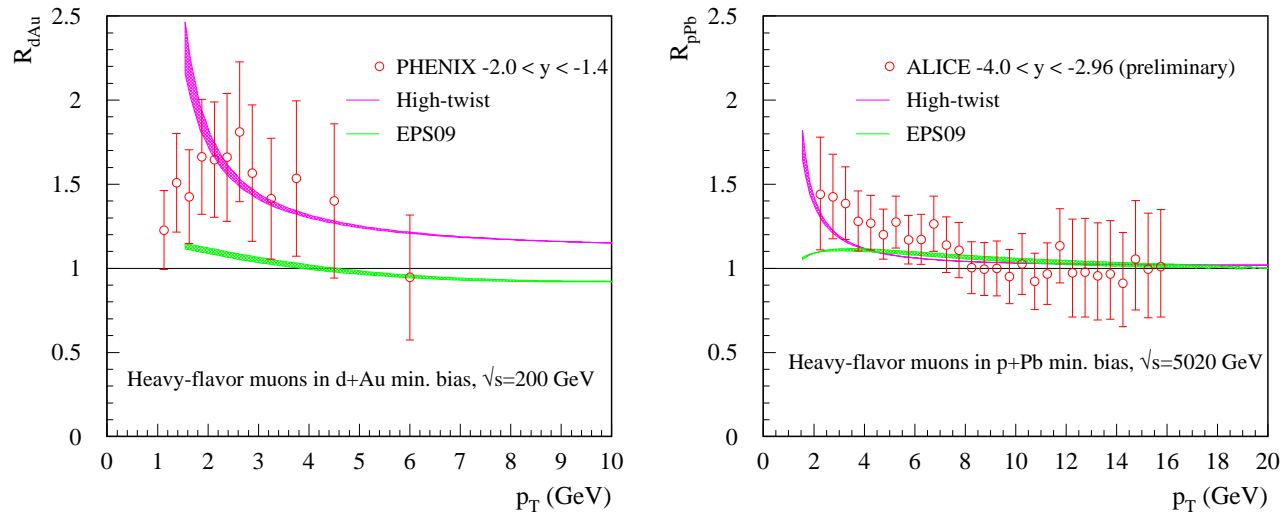 R_dAu
2.5
2
1.5
1
0.5
0
PHENIX -2.0 < y < -1.4
High-twist
EPS09
Heavy-flavor muons in d+Au min. bias, √s=200 GeV
0 1 2 3 4 5 6 7 8 9 10
p_T (GeV)
R_pPb
2.5
2
1.5
1
0.5
0
ALICE -4.0 < y < -2.96 (preliminary)
High-twist
EPS09
Heavy-flavor muons in p+Pb min. bias, √s=5020 GeV
0 2 4 6 8 10 12 14 16 18 20
p_T (GeV)